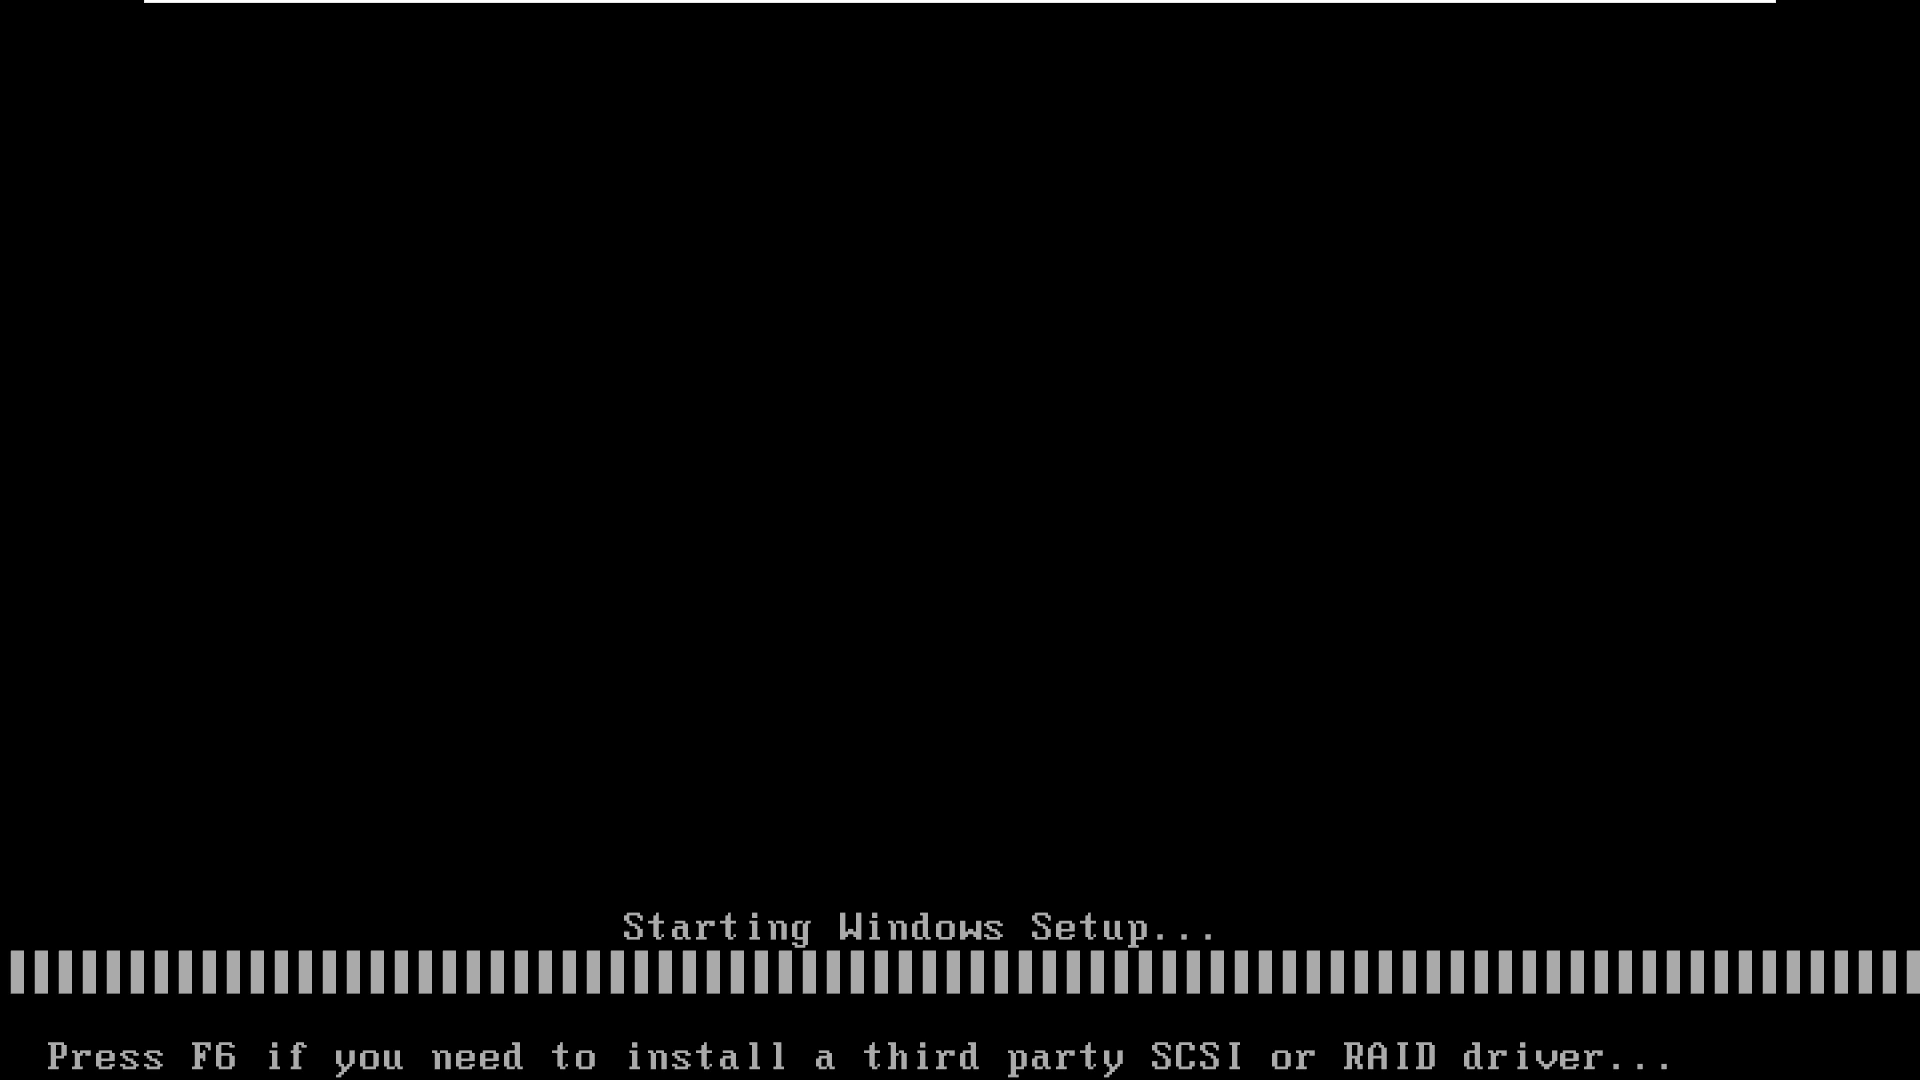 Starting Windows Setup...
Press F6 if you need to install a third party SCSI or RAID driver...